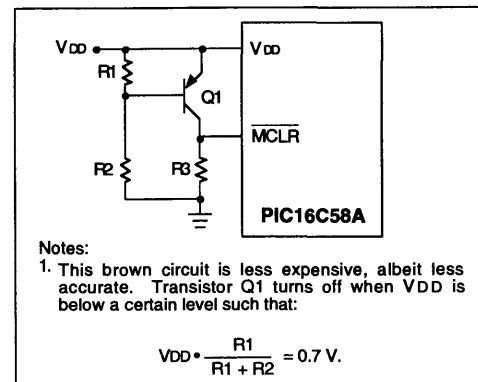 VDD
VDD
R1
Q1
MCLR
R2
R3
PIC16C58A
Notes:
1. This brown circuit is less expensive, albeit less
accurate. Transistor Q1 turns off when VDD is
below a certain level such that:
VDD • R1 / (R1 + R2) = 0.7 V.